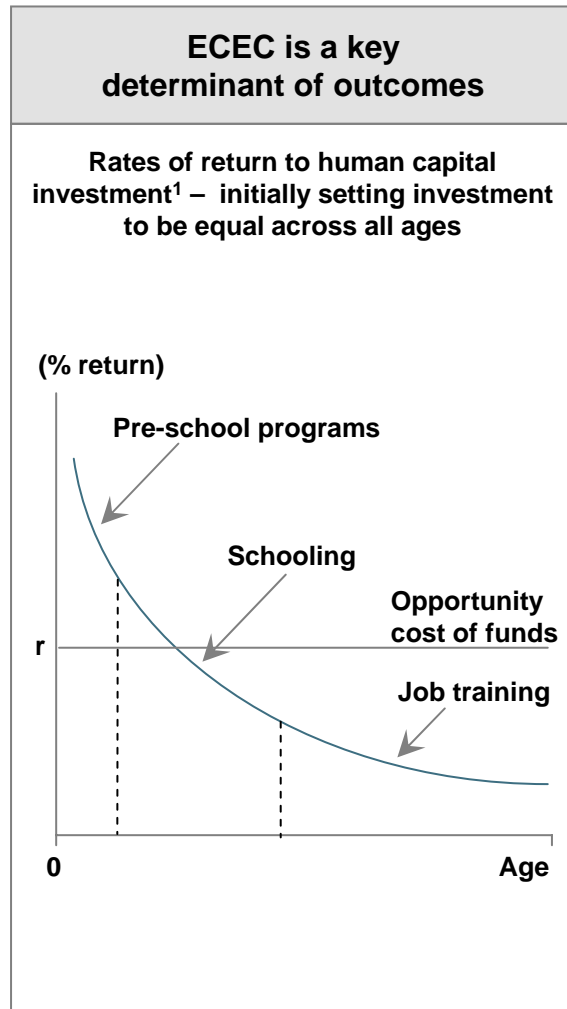 ECEC is a key
determinant of outcomes
Rates of return to human capital
investment¹ – initially setting investment
to be equal across all ages
(% return)
Pre-school programs
Schooling
Opportunity
cost of funds
r
Job training
0
Age